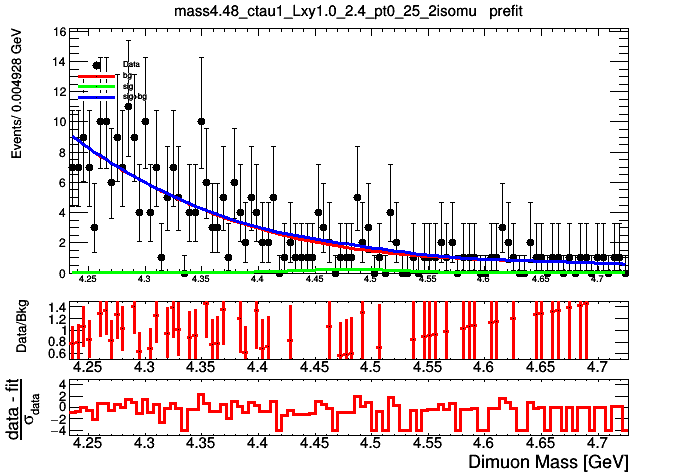 mass4.48_ctau1_Lxy1.0_2.4_pt0_25_2isomu prefit
Events/ 0.004928 GeV
16
14
12
10
8
6
4
2
0
Data
bg
sig
sig+bg
4.25 4.3 4.35 4.4 4.45 4.5 4.55 4.6 4.65 4.7
Data/Bkg
1.4
1.2
1
0.8
0.6
4.25 4.3 4.35 4.4 4.45 4.5 4.55 4.6 4.65 4.7
data - fit
σdata
4
2
0
−2
−4
4.25 4.3 4.35 4.4 4.45 4.5 4.55 4.6 4.65 4.7
Dimuon Mass [GeV]